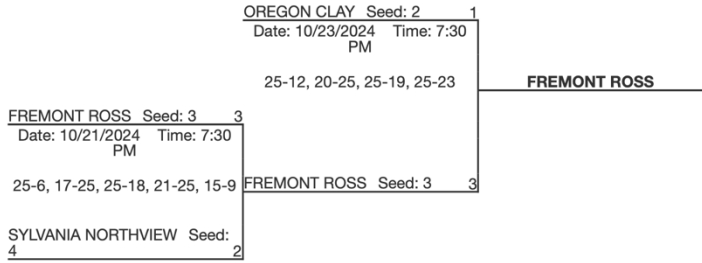 OREGON CLAY Seed: 2 1
Date: 10/23/2024 Time: 7:30
PM
25-12, 20-25, 25-19, 25-23
FREMONT ROSS
FREMONT ROSS Seed: 3 3
Date: 10/21/2024 Time: 7:30
PM
25-6, 17-25, 25-18, 21-25, 15-9
FREMONT ROSS Seed: 3 3
SYLVANIA NORTHVIEW Seed:
4 2